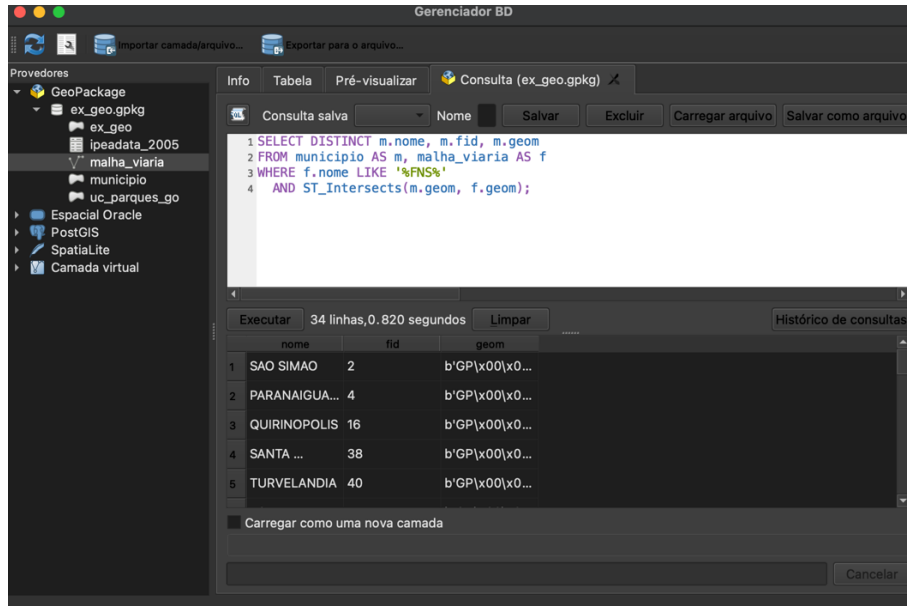 Gerenciador BD
Importar camada/arquivo... Exportar para o arquivo...
Provedores
GeoPackage
ex_geo.gpkg
ex_geo
ipeadata_2005
malha_viaria
municipio
uc_parques_go
Espacial Oracle
PostGIS
SpatiaLite
Camada virtual
Info Tabela Pré-visualizar Consulta (ex_geo.gpkg)
Consulta salva Nome Salvar Excluir Carregar arquivo Salvar como arquivo
1 SELECT DISTINCT m.nome, m.fid, m.geom
2 FROM municipio AS m, malha_viaria AS f
3 WHERE f.nome LIKE '%FNS%'
4 AND ST_Intersects(m.geom, f.geom);
Executar 34 linhas,0.820 segundos Limpar Histórico de consultas
nome fid geom
1 SAO SIMAO 2 b'GP\x00\x0...
2 PARANAIGUA... 4 b'GP\x00\x0...
3 QUIRINOPOLIS 16 b'GP\x00\x0...
4 SANTA ... 38 b'GP\x00\x0...
5 TURVELANDIA 40 b'GP\x00\x0...
Carregar como uma nova camada
Cancelar